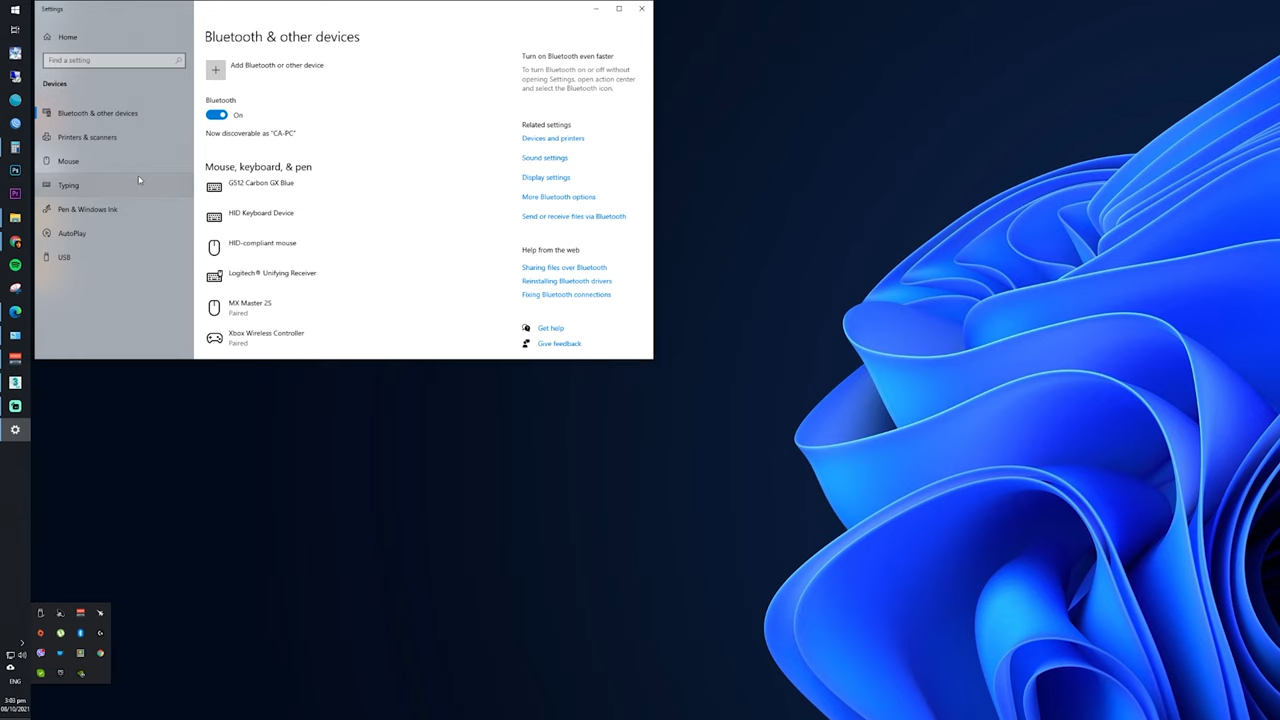 Settings
Home
Find a setting
Devices
Bluetooth & other devices
Printers & scanners
Mouse
Typing
Pen & Windows Ink
AutoPlay
USB
Bluetooth & other devices
Add Bluetooth or other device
Bluetooth
On
Now discoverable as "CA-PC"
Mouse, keyboard, & pen
G512 Carbon GX Blue
HID Keyboard Device
HID-compliant mouse
Logitech® Unifying Receiver
MX Master 2S
Paired
Xbox Wireless Controller
Paired
Turn on Bluetooth even faster
To turn Bluetooth on or off without
opening Settings, open action center
and select the Bluetooth icon.
Related settings
Devices and printers
Sound settings
Display settings
More Bluetooth options
Send or receive files via Bluetooth
Help from the web
Sharing files over Bluetooth
Reinstalling Bluetooth drivers
Fixing Bluetooth connections
Get help
Give feedback
ENG
3:03 pm
08/10/2021